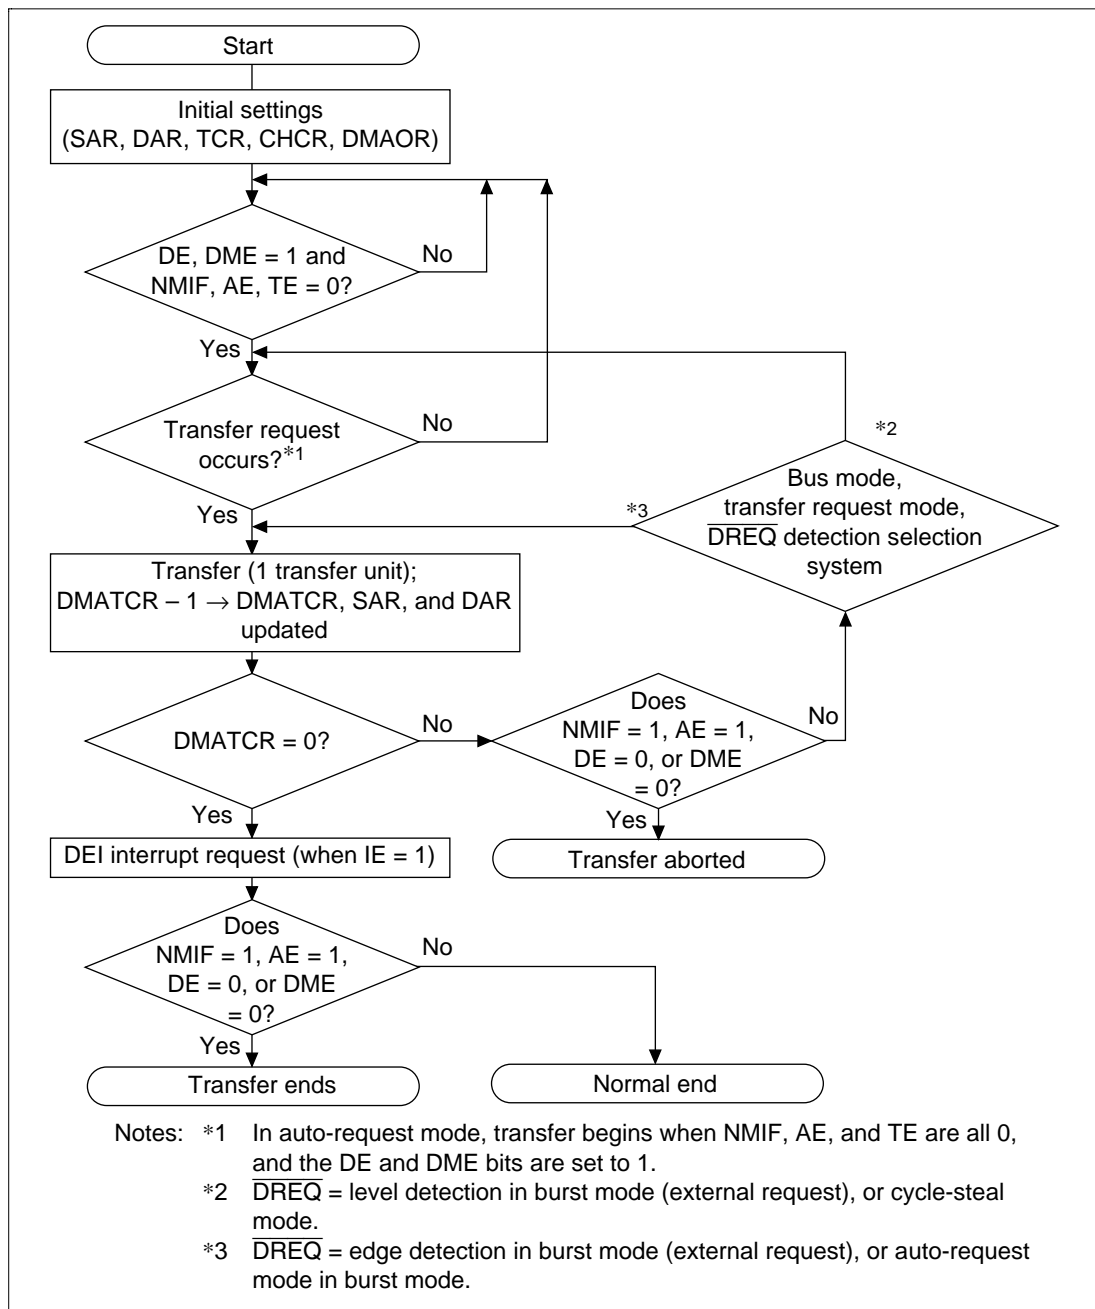 Start
Initial settings
(SAR, DAR, TCR, CHCR, DMAOR)
DE, DME = 1 and
NMIF, AE, TE = 0?
No
Yes
Transfer request
occurs?*1
No
Yes
*2
Bus mode,
transfer request mode,
DREQ detection selection
system
*3
Transfer (1 transfer unit);
DMATCR – 1 → DMATCR, SAR, and DAR
updated
DMATCR = 0?
No
Yes
Does
NMIF = 1, AE = 1,
DE = 0, or DME
= 0?
No
Yes
Transfer aborted
DEI interrupt request (when IE = 1)
Does
NMIF = 1, AE = 1,
DE = 0, or DME
= 0?
No
Yes
Transfer ends
Normal end
Notes: *1 In auto-request mode, transfer begins when NMIF, AE, and TE are all 0,
and the DE and DME bits are set to 1.
*2 DREQ = level detection in burst mode (external request), or cycle-steal
mode.
*3 DREQ = edge detection in burst mode (external request), or auto-request
mode in burst mode.